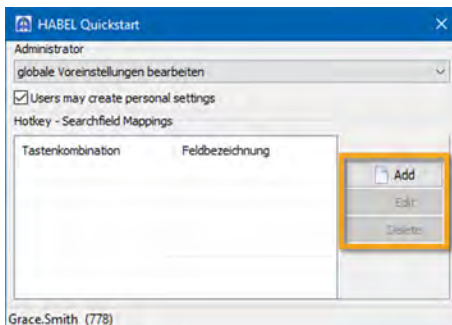 HABEL Quickstart
Administrator
globale Voreinstellungen bearbeiten
Users may create personal settings
Hotkey - Searchfield Mappings
Tastenkombination Feldbezeichnung
Add
Edit
Delete
Grace.Smith (778)